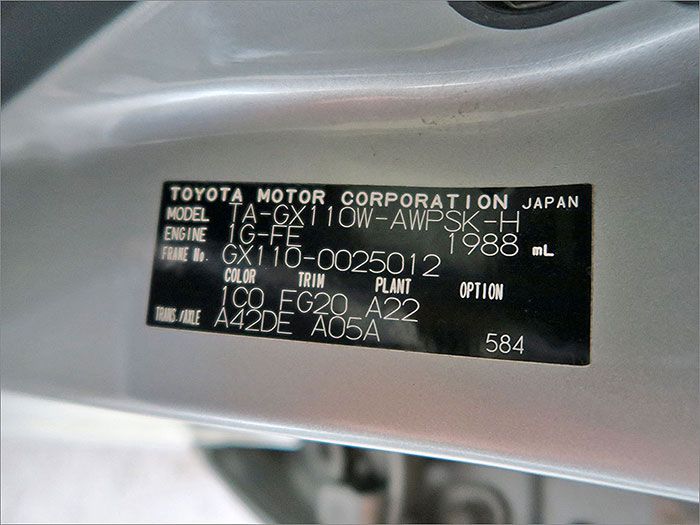 TOYOTA MOTOR CORPORATION JAPAN
MODEL TA-GX110W-AWPSK-H
ENGINE 1G-FE 1988 mL
FRAME No. GX110-0025012
COLOR TRIM PLANT OPTION
1C0 FG20 A22
TRANS./AXLE A42DE A05A
584